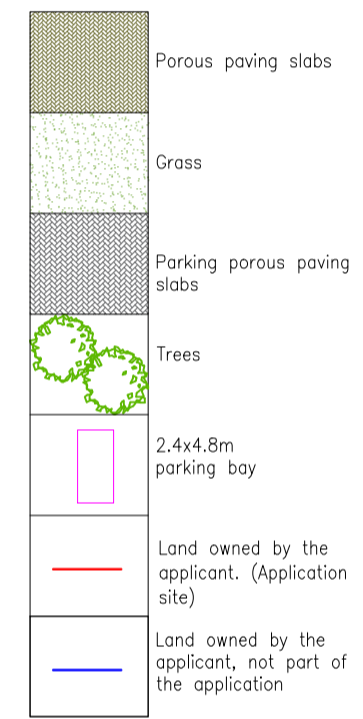 Porous paving slabs
Grass
Parking porous paving
slabs
Trees
2.4x4.8m
parking bay
Land owned by the
applicant. (Application
site)
Land owned by the
applicant, not part of
the application